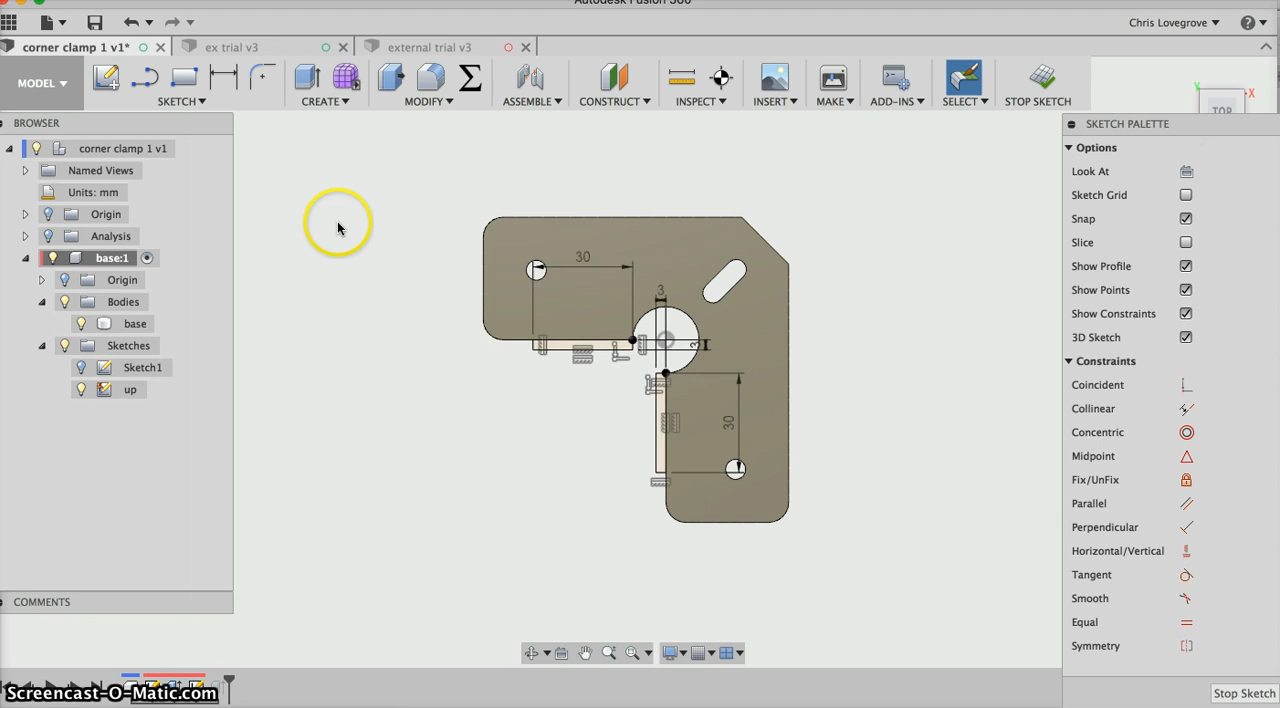 Autodesk Fusion 360
Chris Lovegrove
corner clamp 1 v1*
ex trial v3
external trial v3
MODEL
SKETCH
CREATE
MODIFY
ASSEMBLE
CONSTRUCT
INSPECT
INSERT
MAKE
ADD-INS
SELECT
STOP SKETCH
TOP
Y
X
BROWSER
corner clamp 1 v1
Named Views
Units: mm
Origin
Analysis
base:1
Origin
Bodies
base
Sketches
Sketch1
up
COMMENTS
30
3
3
30
SKETCH PALETTE
Options
Look At
Sketch Grid
Snap
Slice
Show Profile
Show Points
Show Constraints
3D Sketch
Constraints
Coincident
Collinear
Concentric
Midpoint
Fix/UnFix
Parallel
Perpendicular
Horizontal/Vertical
Tangent
Smooth
Equal
Symmetry
Stop Sketch
Screencast-O-Matic.com